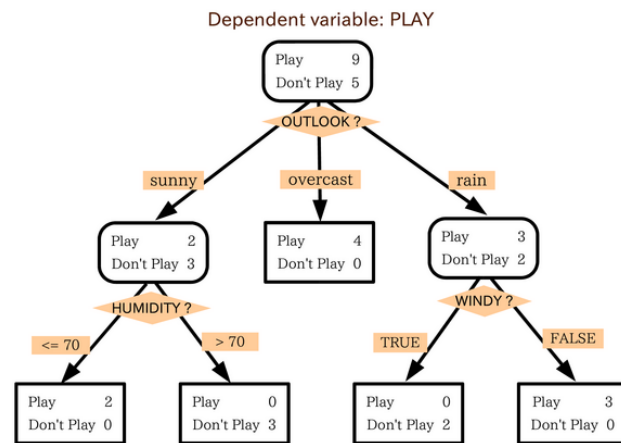 Dependent variable: PLAY
Play 9
Don't Play 5
OUTLOOK ?
sunny
overcast
rain
Play 2
Don't Play 3
Play 4
Don't Play 0
Play 3
Don't Play 2
HUMIDITY ?
WINDY ?
<= 70
> 70
TRUE
FALSE
Play 2
Don't Play 0
Play 0
Don't Play 3
Play 0
Don't Play 2
Play 3
Don't Play 0